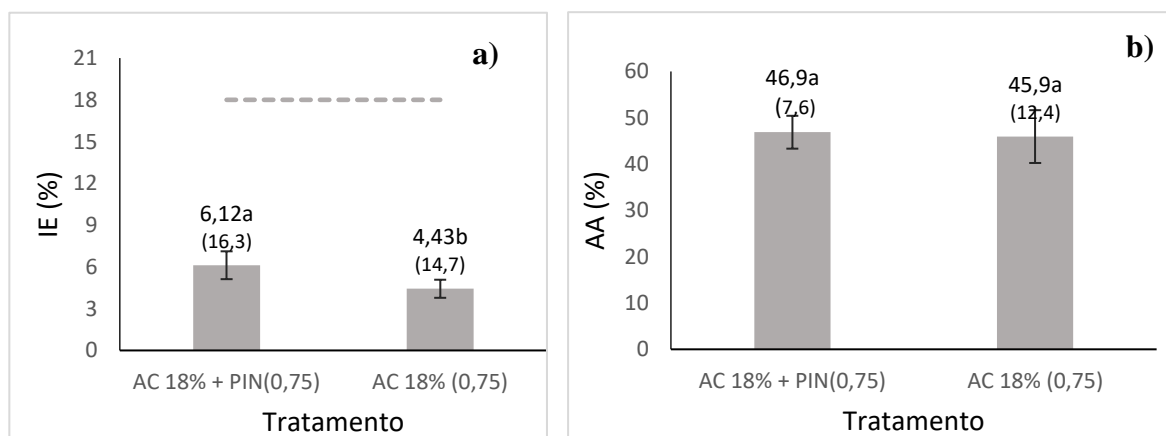 a)
21
18
15
12
9
6
3
0
IE (%)
6,12a
(16,3)
4,43b
(14,7)
AC 18% + PIN(0,75)
AC 18% (0,75)
Tratamento
b)
60
50
40
30
20
10
0
AA (%)
46,9a
(7,6)
45,9a
(12,4)
AC 18% + PIN(0,75)
AC 18% (0,75)
Tratamento